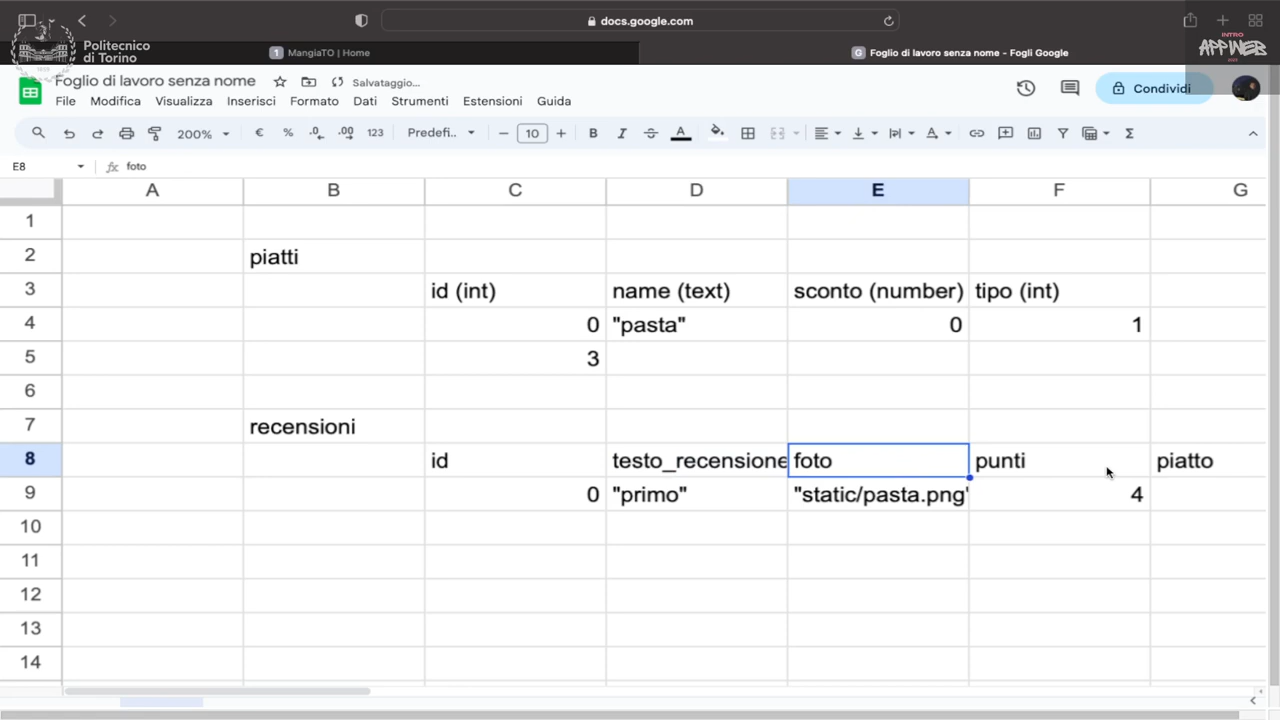 docs.google.com
Politecnico
di Torino
1 MangiaTO | Home
G Foglio di lavoro senza nome - Fogli Google
INTRO
APPWEB
Foglio di lavoro senza nome
Salvataggio...
Condividi
File Modifica Visualizza Inserisci Formato Dati Strumenti Estensioni Guida
200% € % .0 .00 123 Predefi... − 10 + B I A Σ
E8 fx foto
A B C D E F G
1
2 piatti
3 id (int) name (text) sconto (number) tipo (int)
4 0 "pasta" 0 1
5 3
6
7 recensioni
8 id testo_recensione foto punti piatto
9 0 "primo" "static/pasta.png" 4
10
11
12
13
14